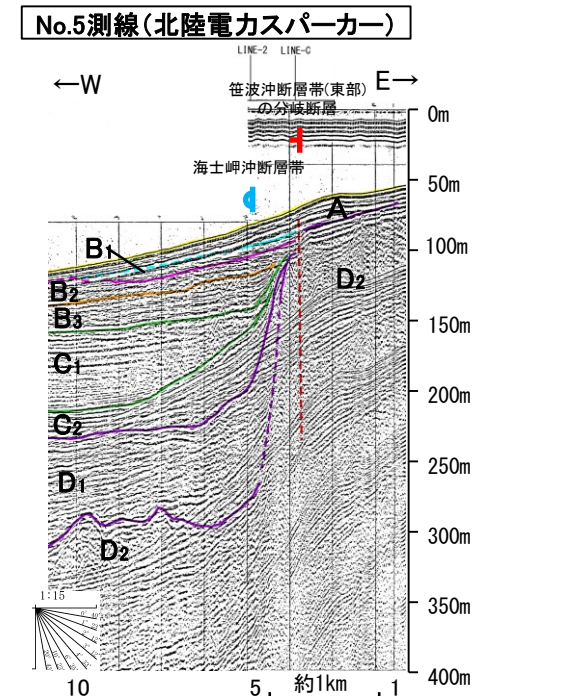 No.5測線(北陸電力スパーカー)
LINE-2 LINE-C
←W
E→
笹波沖断層帯(東部)
の分岐断層
海士岬沖断層帯
0m
50m
100m
150m
200m
250m
300m
350m
400m
A
B1
B2
B3
C1
C2
D1
D2
D2
1:15
10 5 約1km 1